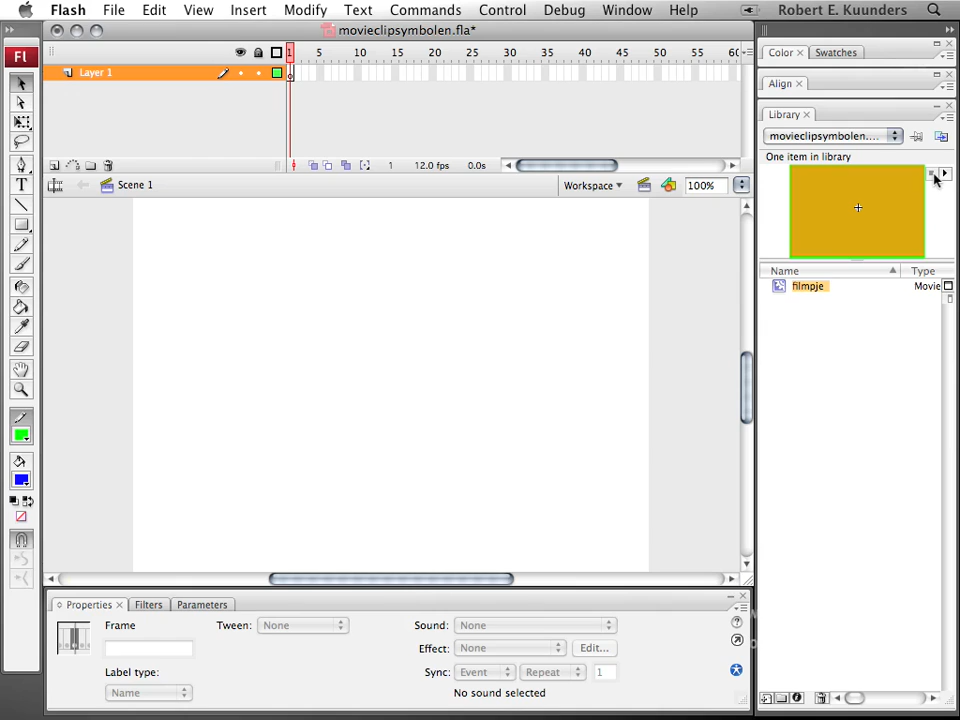 Flash File Edit View Insert Modify Text Commands Control Debug Window Help Robert E. Kuunders
movieclipsymbolen.fla*
Fl
1 5 10 15 20 25 30 35 40 45 50 55 60
Layer 1
1 12.0 fps 0.0s
Scene 1
Workspace
100%
Color × Swatches
Align ×
Library ×
movieclipsymbolen....
One item in library
Name Type
filmpje Movie
Properties × Filters Parameters
Frame Tween: None Sound: None
Effect: None Edit...
Label type: Sync: Event Repeat 1
Name No sound selected